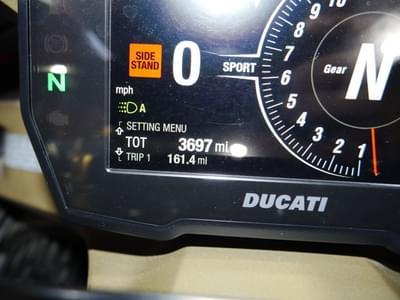 SIDE
STAND
0
SPORT
mph
N
A
SETTING MENU
TOT 3697 mi
TRIP 1 161.4 mi
Gear N
10
9
8
7
6
5
4
3
2
1
DUCATI